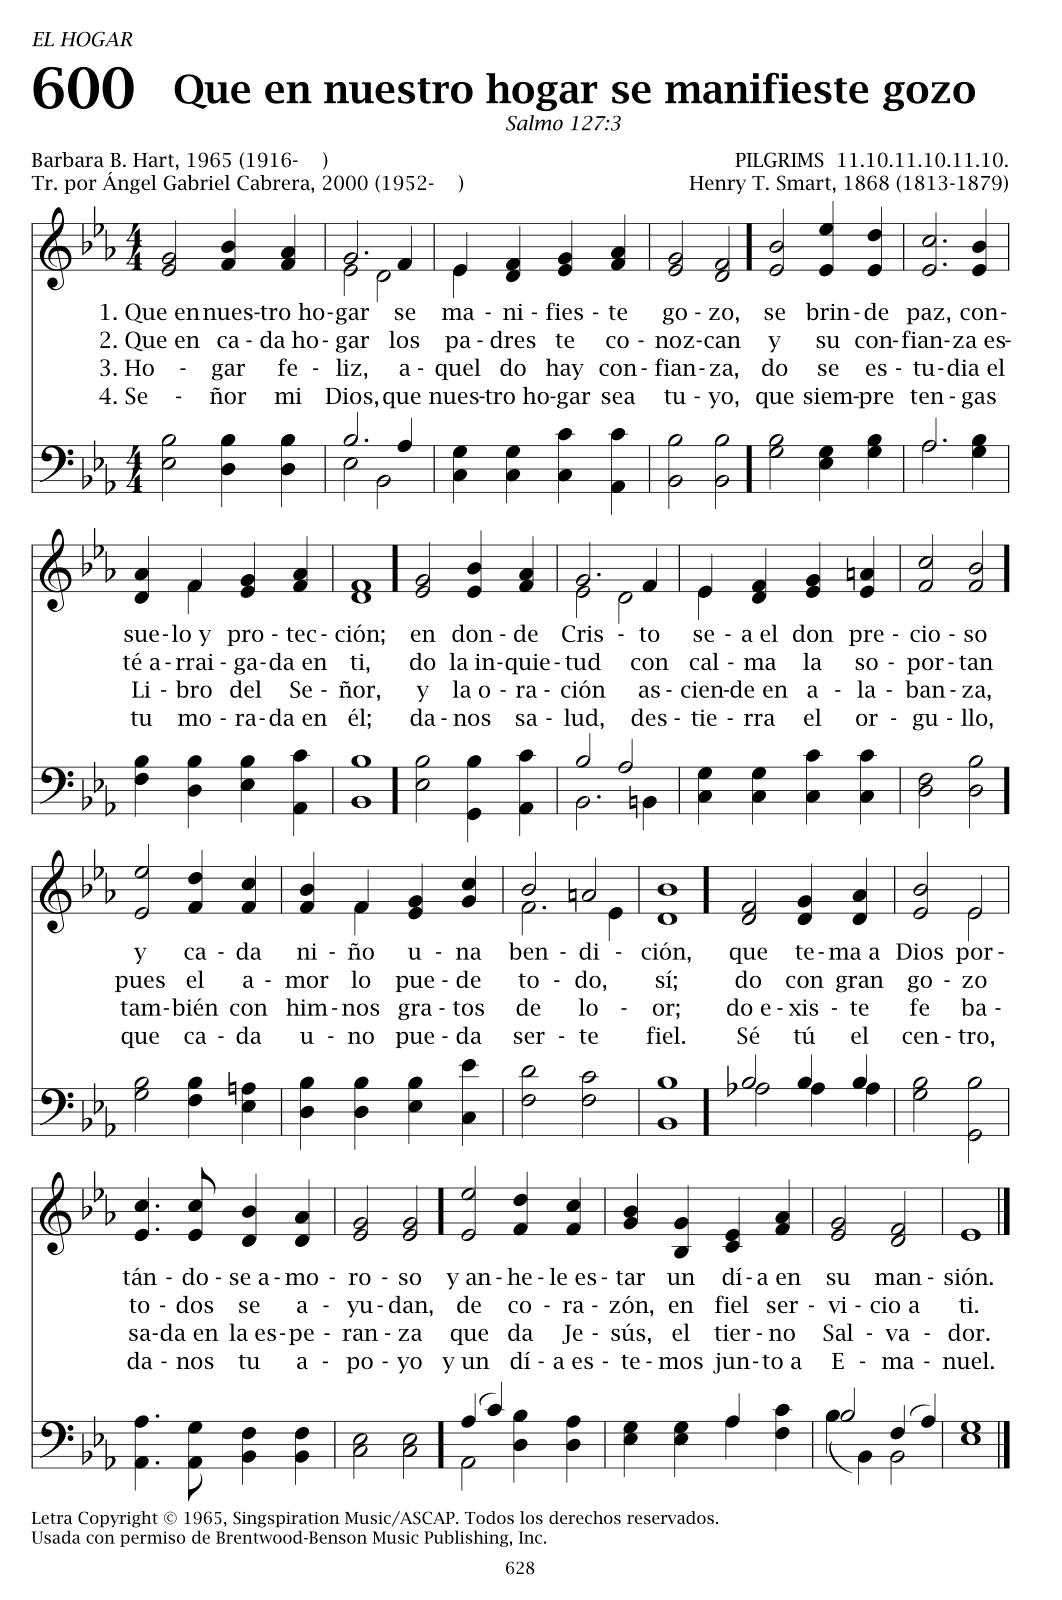 EL HOGAR
600 Que en nuestro hogar se manifieste gozo
Salmo 127:3
Barbara B. Hart, 1965 (1916- ) PILGRIMS 11.10.11.10.11.10.
Tr. por Ángel Gabriel Cabrera, 2000 (1952- ) Henry T. Smart, 1868 (1813-1879)
1. Que en nues-tro ho-gar se ma - ni - fies - te go - zo, se brin-de paz, con-
2. Que en ca - da ho - gar los pa - dres te co - noz-can y su con-fian-za es-
3. Ho - gar fe - liz, a - quel do hay con - fian - za, do se es - tu-dia el
4. Se - ñor mi Dios, que nues-tro ho-gar sea tu - yo, que siem-pre ten - gas
sue-lo y pro - tec - ción; en don - de Cris - to se - a el don pre - cio - so
té a - rrai - ga-da en ti, do la in-quie-tud con cal - ma la so - por-tan
Li - bro del Se - ñor, y la o - ra - ción as - cien-de en a - la - ban - za,
tu mo - ra-da en él; da - nos sa - lud, des - tie - rra el or - gu - llo,
y ca - da ni - ño u - na ben - di - ción, que te-ma a Dios por-
pues el a - mor lo pue - de to - do, sí; do con gran go - zo
tam-bién con him-nos gra - tos de lo - or; do e - xis - te fe ba -
que ca - da u - no pue - da ser - te fiel. Sé tú el cen - tro,
tán - do - se a - mo - ro - so y an - he - le es - tar un dí - a en su man - sión.
to - dos se a - yu - dan, de co - ra - zón, en fiel ser - vi - cio a ti.
sa-da en la es-pe - ran - za que da Je - sús, el tier - no Sal - va - dor.
da - nos tu a - po - yo y un dí - a es - te - mos jun-to a E - ma - nuel.
Letra Copyright © 1965, Singspiration Music/ASCAP. Todos los derechos reservados.
Usada con permiso de Brentwood-Benson Music Publishing, Inc.
628